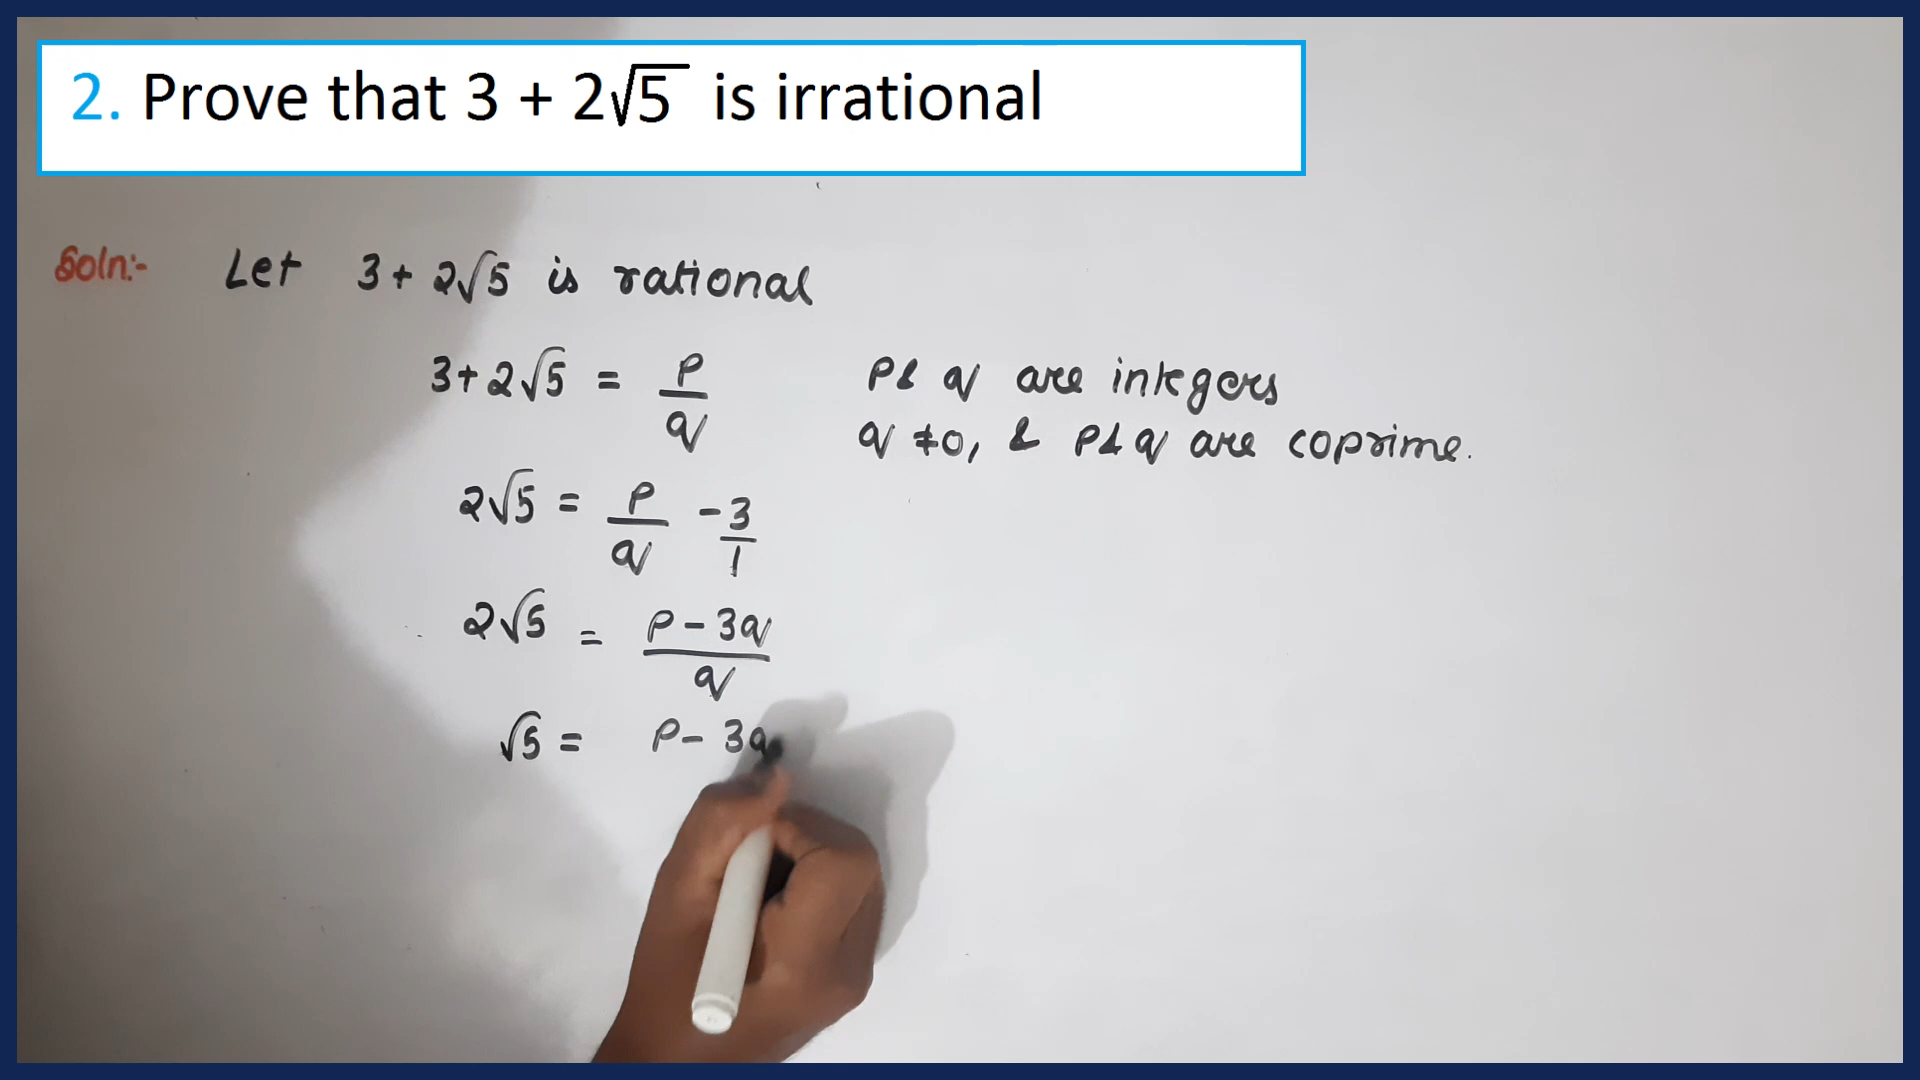 2. Prove that 3 + 2√5 is irrational
Soln:- Let 3 + 2√5 is rational
3 + 2√5 = p/q P & q are integers
q ≠ 0, & P & q are coprime.
2√5 = p/q - 3/1
2√5 = (p - 3q)/q
√5 = p - 3q